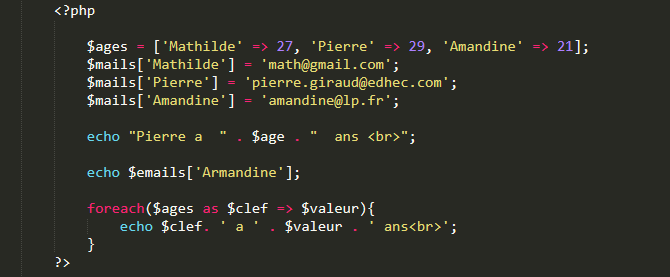 <?php
$ages = ['Mathilde' => 27, 'Pierre' => 29, 'Amandine' => 21];
$mails['Mathilde'] = 'math@gmail.com';
$mails['Pierre'] = 'pierre.giraud@edhec.com';
$mails['Amandine'] = 'amandine@lp.fr';
echo "Pierre a  " . $age . "  ans <br>";
echo $emails['Armandine'];
foreach($ages as $clef => $valeur){
echo $clef. ' a ' . $valeur . ' ans<br>';
}
?>